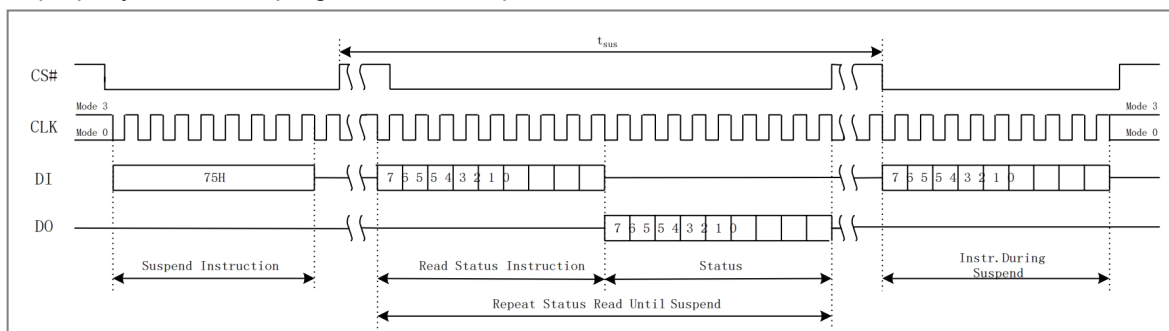 t_sus
CS#
Mode 3
Mode 3
CLK
Mode 0
Mode 0
DI
75H
7 6 5 5 4 3 2 1 0
7 6 5 5 4 3 2 1 0
DO
7 6 5 5 4 3 2 1 0
Suspend Instruction
Read Status Instruction
Status
Instr.During
Suspend
Repeat Status Read Until Suspend